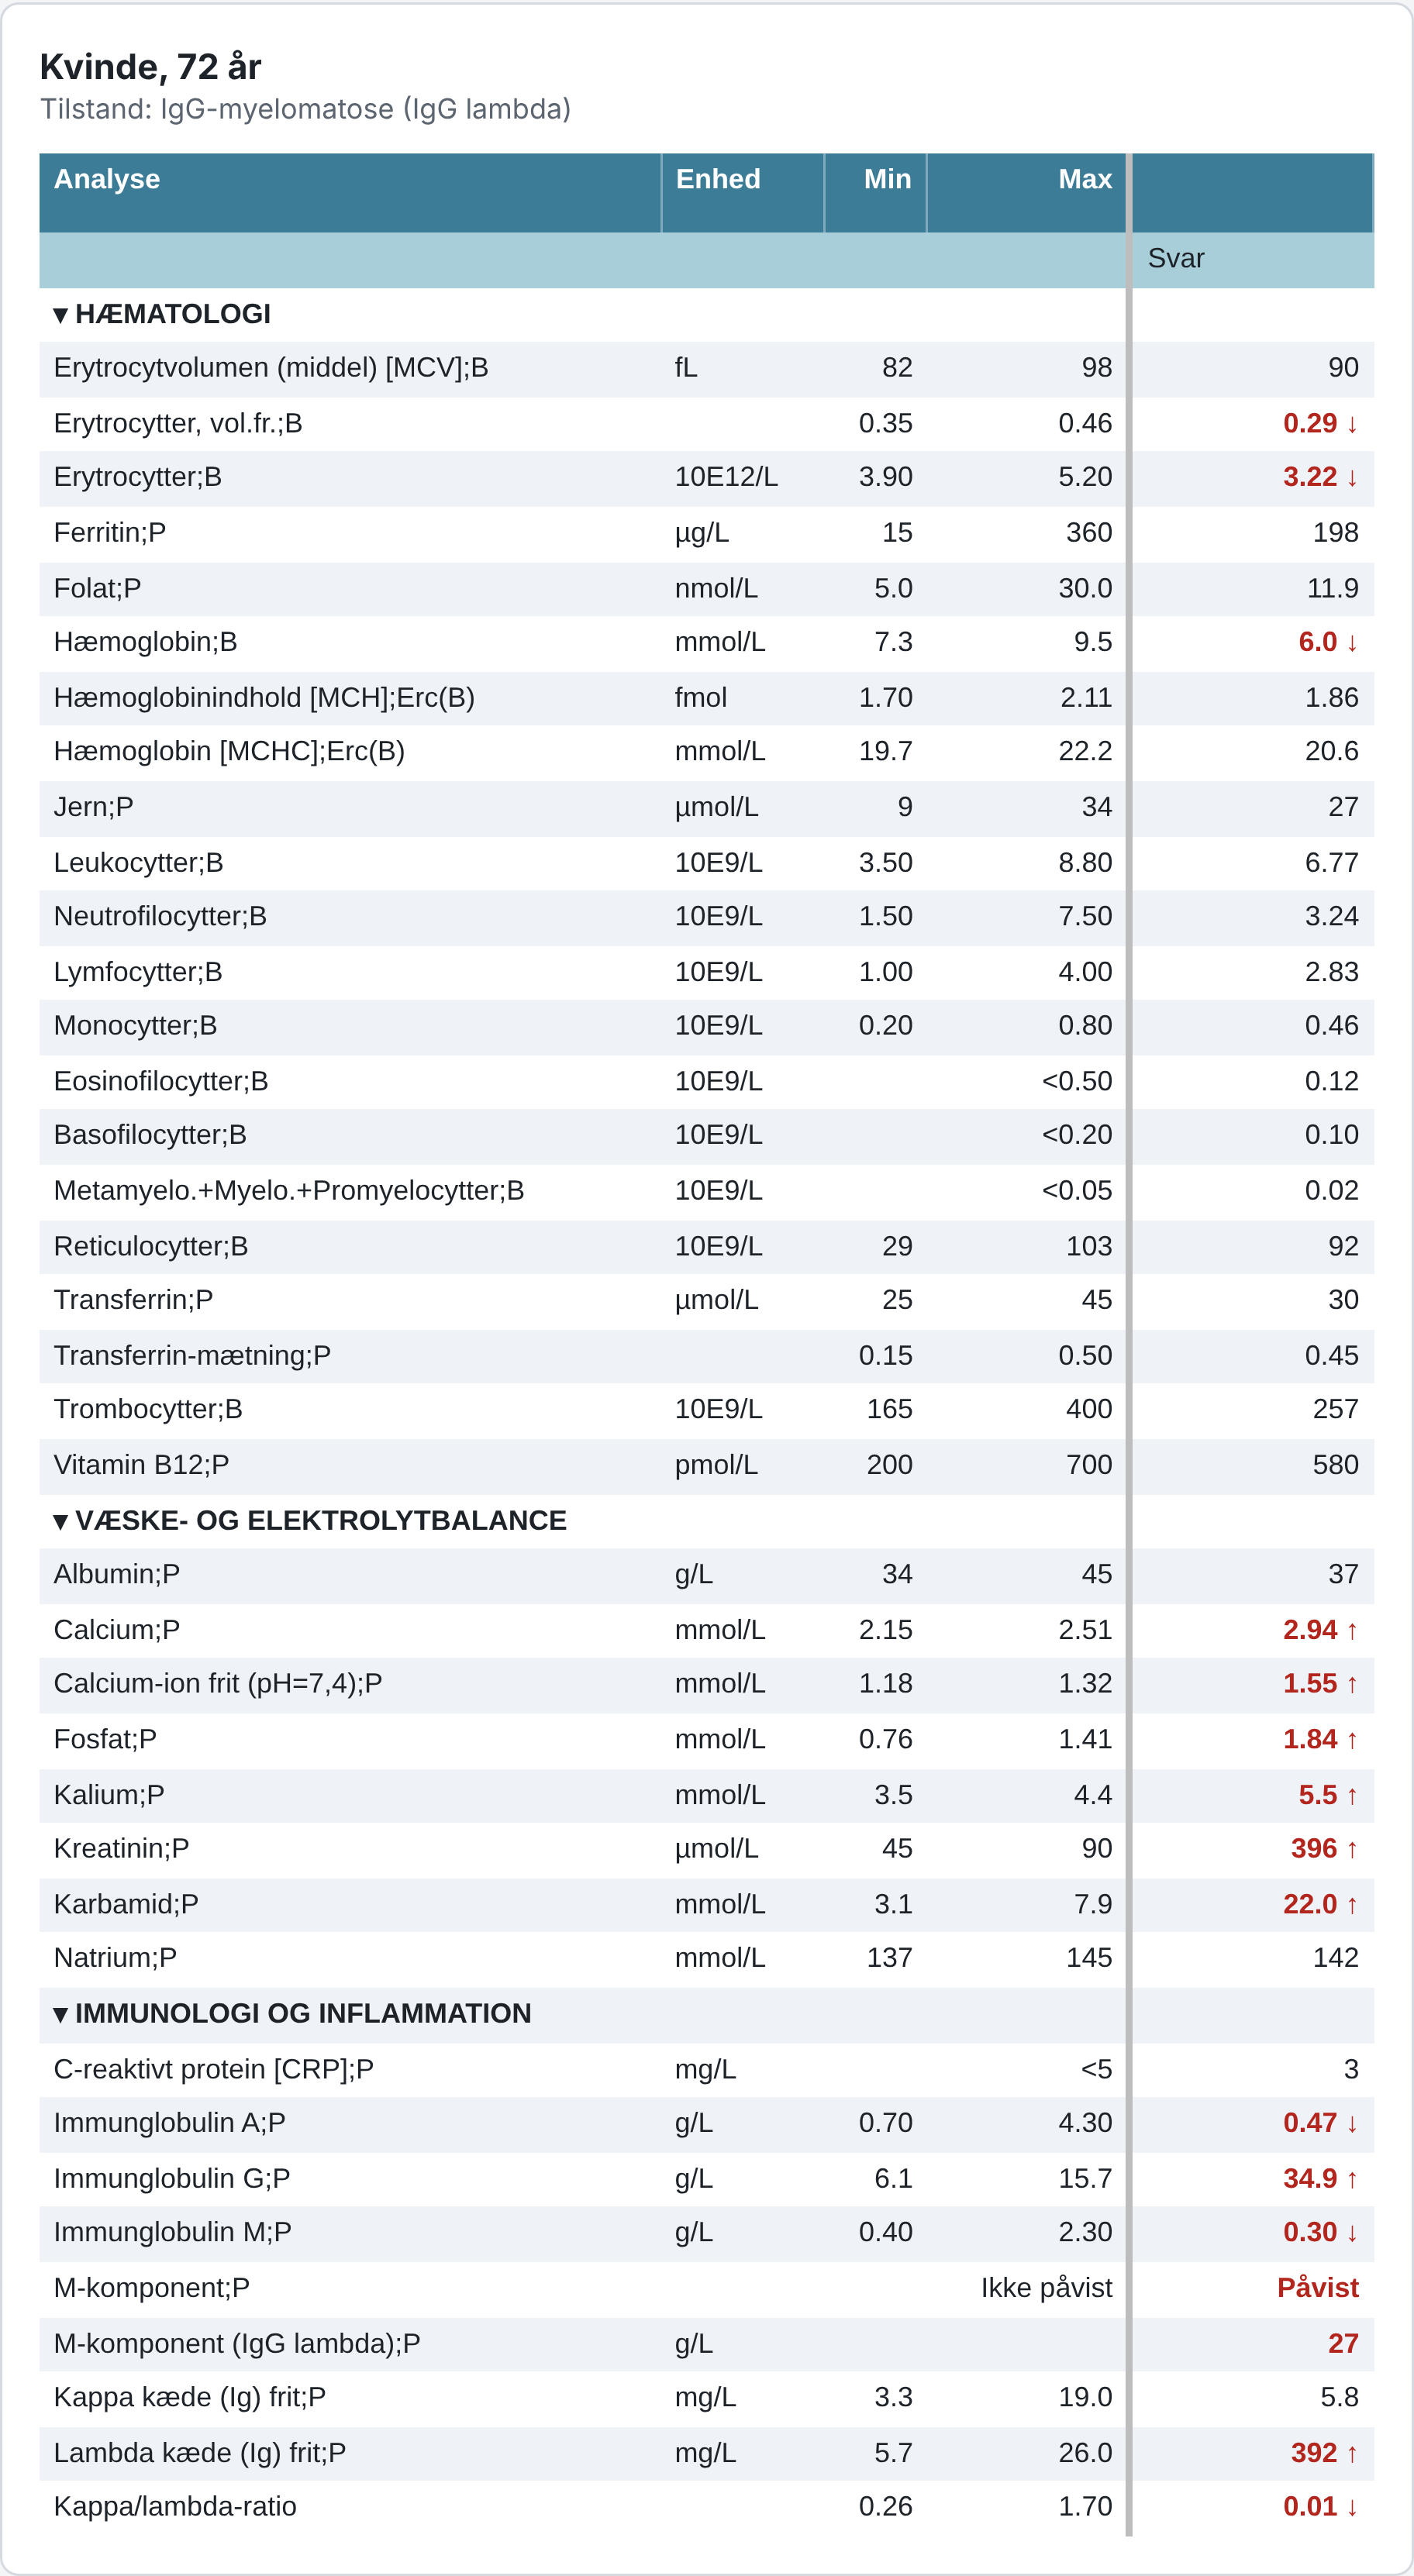 Kvinde, 72 år
Tilstand: IgG-myelomatose (IgG lambda)
Analyse Enhed Min Max
Svar
▼ HÆMATOLOGI
Erytrocytvolumen (middel) [MCV];B fL 82 98 90
Erytrocytter, vol.fr.;B 0.35 0.46 0.29 ↓
Erytrocytter;B 10E12/L 3.90 5.20 3.22 ↓
Ferritin;P µg/L 15 360 198
Folat;P nmol/L 5.0 30.0 11.9
Hæmoglobin;B mmol/L 7.3 9.5 6.0 ↓
Hæmoglobinindhold [MCH];Erc(B) fmol 1.70 2.11 1.86
Hæmoglobin [MCHC];Erc(B) mmol/L 19.7 22.2 20.6
Jern;P µmol/L 9 34 27
Leukocytter;B 10E9/L 3.50 8.80 6.77
Neutrofilocytter;B 10E9/L 1.50 7.50 3.24
Lymfocytter;B 10E9/L 1.00 4.00 2.83
Monocytter;B 10E9/L 0.20 0.80 0.46
Eosinofilocytter;B 10E9/L <0.50 0.12
Basofilocytter;B 10E9/L <0.20 0.10
Metamyelo.+Myelo.+Promyelocytter;B 10E9/L <0.05 0.02
Reticulocytter;B 10E9/L 29 103 92
Transferrin;P µmol/L 25 45 30
Transferrin-mætning;P 0.15 0.50 0.45
Trombocytter;B 10E9/L 165 400 257
Vitamin B12;P pmol/L 200 700 580
▼ VÆSKE- OG ELEKTROLYTBALANCE
Albumin;P g/L 34 45 37
Calcium;P mmol/L 2.15 2.51 2.94 ↑
Calcium-ion frit (pH=7,4);P mmol/L 1.18 1.32 1.55 ↑
Fosfat;P mmol/L 0.76 1.41 1.84 ↑
Kalium;P mmol/L 3.5 4.4 5.5 ↑
Kreatinin;P µmol/L 45 90 396 ↑
Karbamid;P mmol/L 3.1 7.9 22.0 ↑
Natrium;P mmol/L 137 145 142
▼ IMMUNOLOGI OG INFLAMMATION
C-reaktivt protein [CRP];P mg/L <5 3
Immunglobulin A;P g/L 0.70 4.30 0.47 ↓
Immunglobulin G;P g/L 6.1 15.7 34.9 ↑
Immunglobulin M;P g/L 0.40 2.30 0.30 ↓
M-komponent;P Ikke påvist Påvist
M-komponent (IgG lambda);P g/L 27
Kappa kæde (Ig) frit;P mg/L 3.3 19.0 5.8
Lambda kæde (Ig) frit;P mg/L 5.7 26.0 392 ↑
Kappa/lambda-ratio 0.26 1.70 0.01 ↓